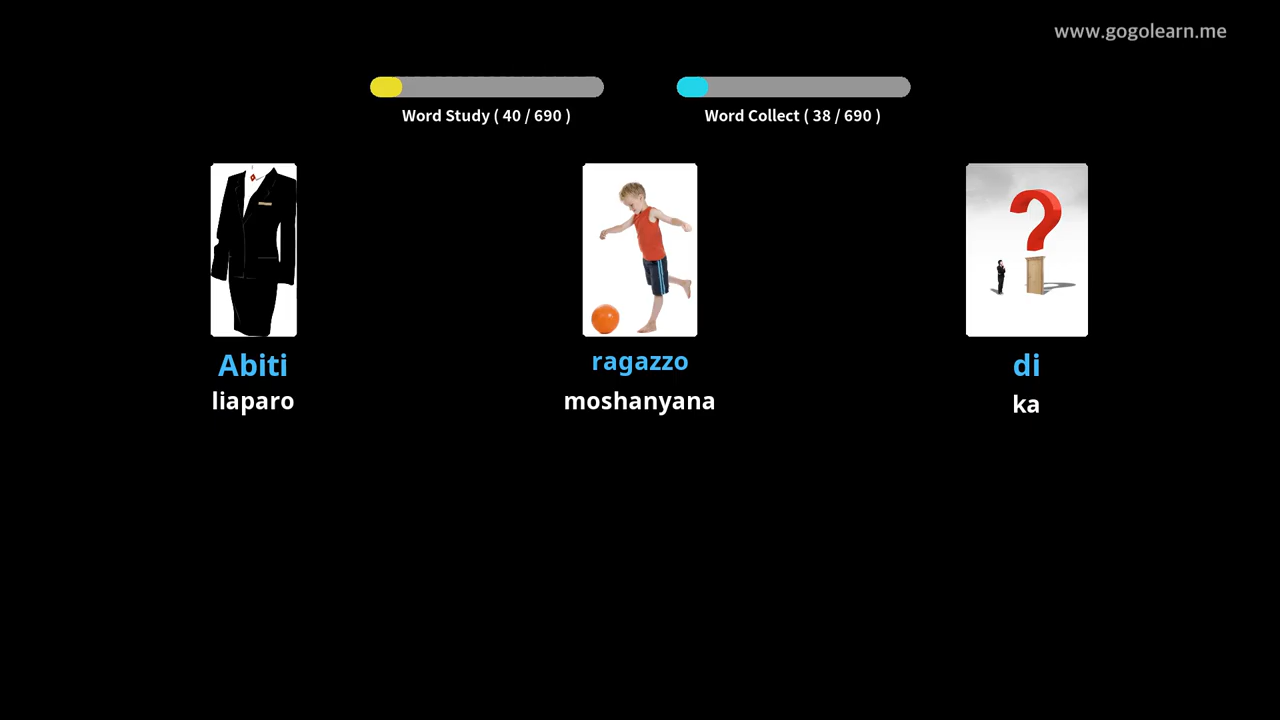 www.gogolearn.me
Word Study ( 40 / 690 )
Word Collect ( 38 / 690 )
Abiti
liaparo
ragazzo
moshanyana
di
ka